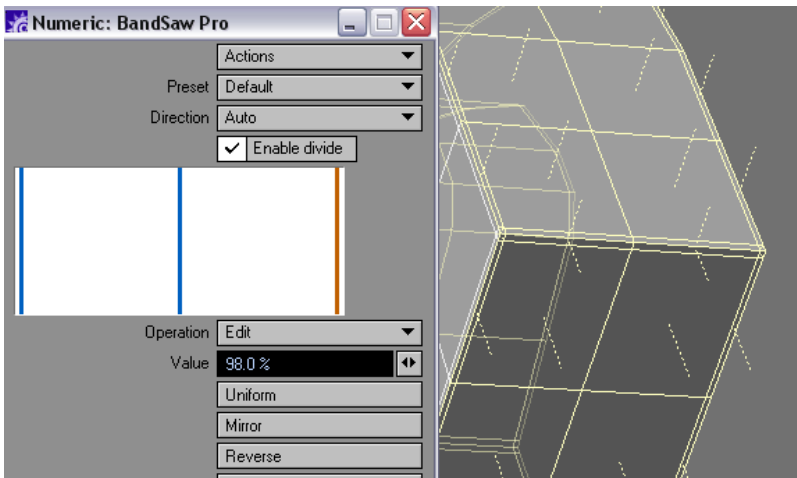 Numeric: BandSaw Pro
Actions
Preset Default
Direction Auto
Enable divide
Operation Edit
Value 98.0 %
Uniform
Mirror
Reverse